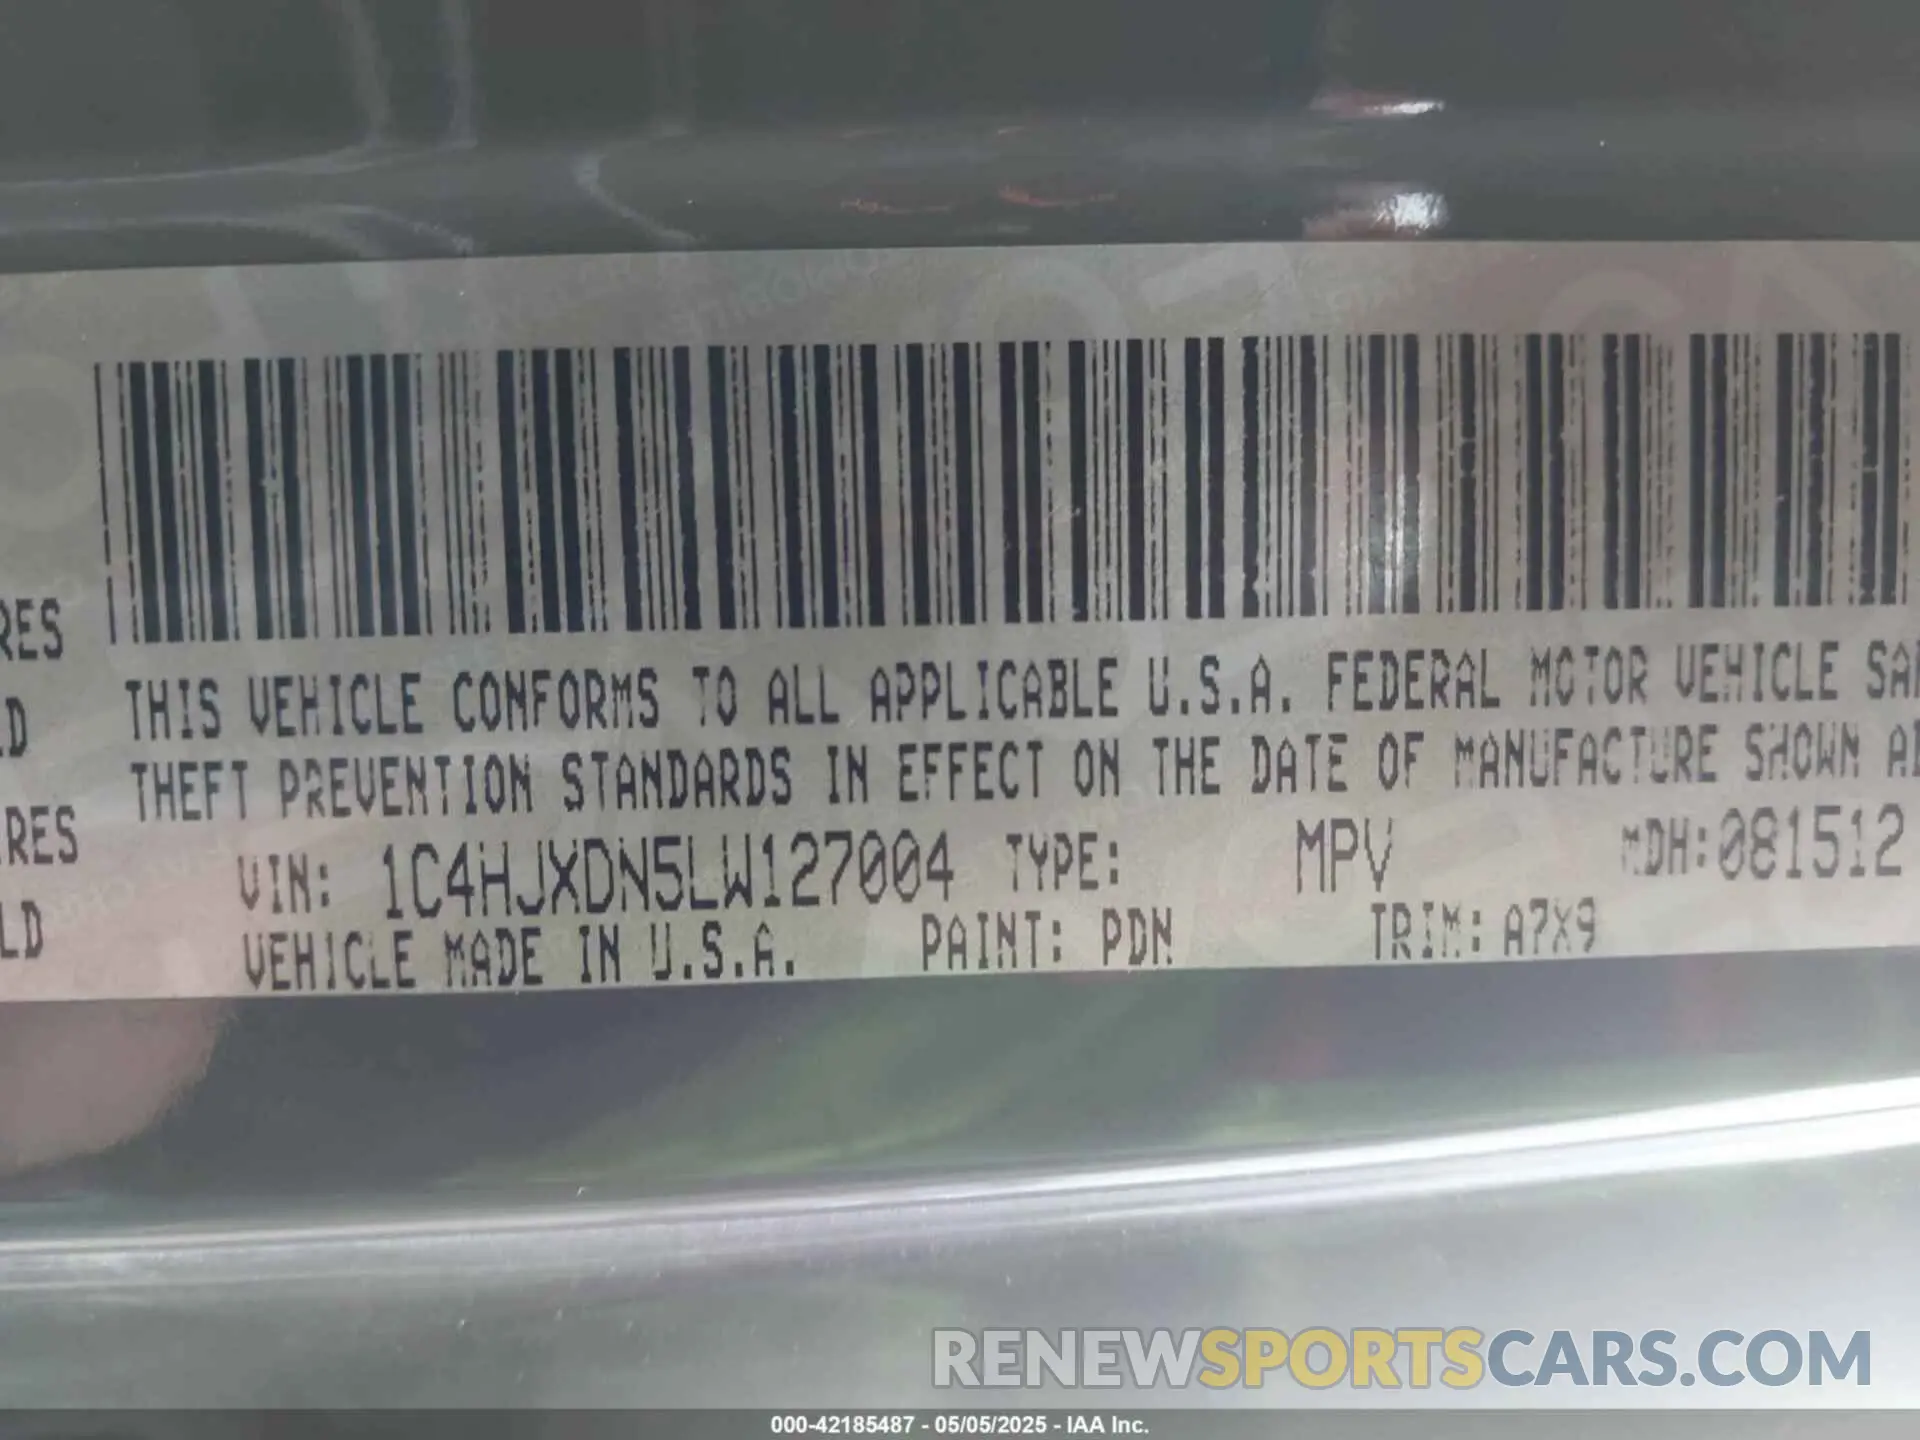 RES
LD
RES
LD
THIS VEHICLE CONFORMS TO ALL APPLICABLE U.S.A. FEDERAL MOTOR VEHICLE
THEFT PREVENTION STANDARDS IN EFFECT ON THE DATE OF MANUFACTURE SHOWN
VIN: 1C4HJXDN5LW127004 TYPE: MPV MDH:081512
VEHICLE MADE IN U.S.A. PAINT: PDN TRIM: A7X9
RENEWSPORTSCARS.COM
000-42185487 - 05/05/2025 - IAA Inc.